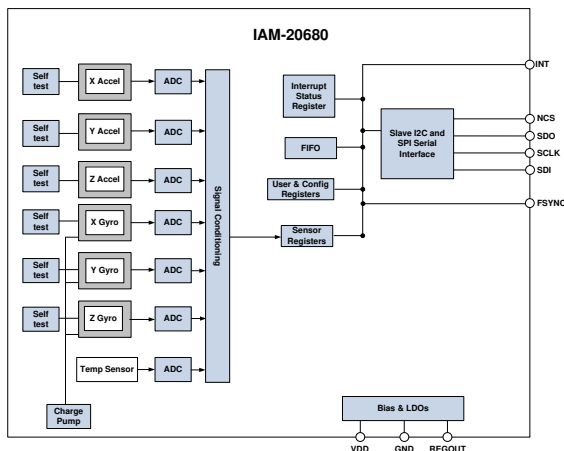 IAM-20680
Self
test
X Accel
ADC
Self
test
Y Accel
ADC
Self
test
Z Accel
ADC
Self
test
X Gyro
ADC
Self
test
Y Gyro
ADC
Self
test
Z Gyro
ADC
Temp Sensor
ADC
Charge
Pump
Signal Conditioning
Interrupt
Status
Register
FIFO
User & Config
Registers
Sensor
Registers
Slave I2C and
SPI Serial
Interface
INT
NCS
SDO
SCLK
SDI
FSYNC
Bias & LDOs
VDD
GND
REGOUT